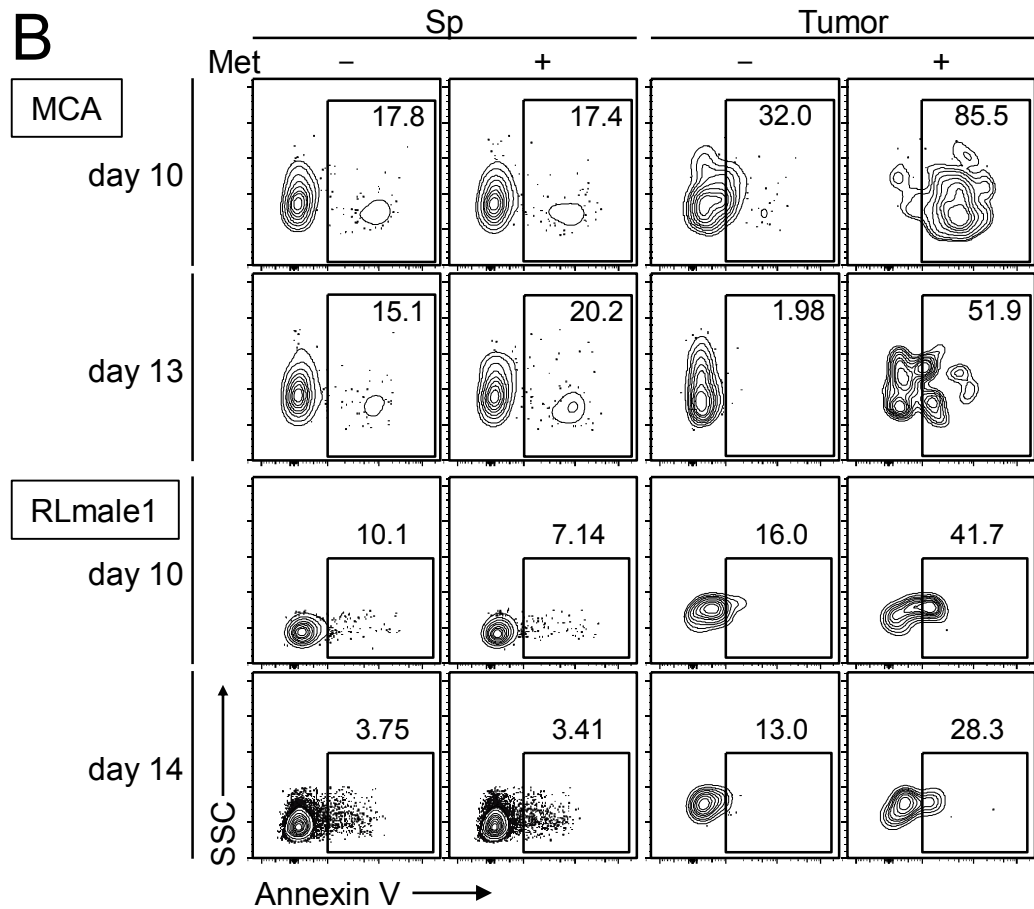 B
Sp Tumor
Met − + − +
MCA
day 10
17.8 17.4 32.0 85.5
day 13
15.1 20.2 1.98 51.9
RLmale1
day 10
10.1 7.14 16.0 41.7
day 14
3.75 3.41 13.0 28.3
SSC
Annexin V